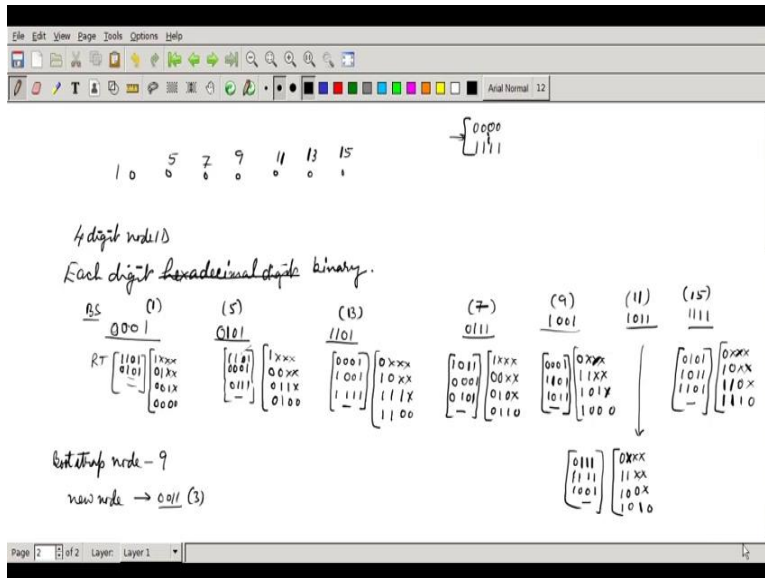 File Edit View Page Tools Options Help
Arial Normal 12
→ 0000
1111
1 5 7 9 11 13 15
4 digit node ID
Each digit hexadecimal digit binary.
BS (1) (5) (13) (7) (9) (11) (15)
0001 0101 1101 0111 1001 1011 1111
RT 1101 1xxx 1101 1xxx 0001 0xxx 1011 1xxx 0001 0xxx 0101 0xxx
0101 01xx 0001 00xx 1001 10xx 0001 00xx 1101 11xx 1011 10xx
– 001x 0111 011x 1111 111x 0101 010x 1011 101x 1101 110x
0000 – 0100 – 1100 – 0110 – 1000 – 1110
Bootstrap node – 9
new node → 0011 (3)
0111 0xxx
1111 11xx
1001 100x
– 1010
Page 2 of 2 Layer: Layer 1